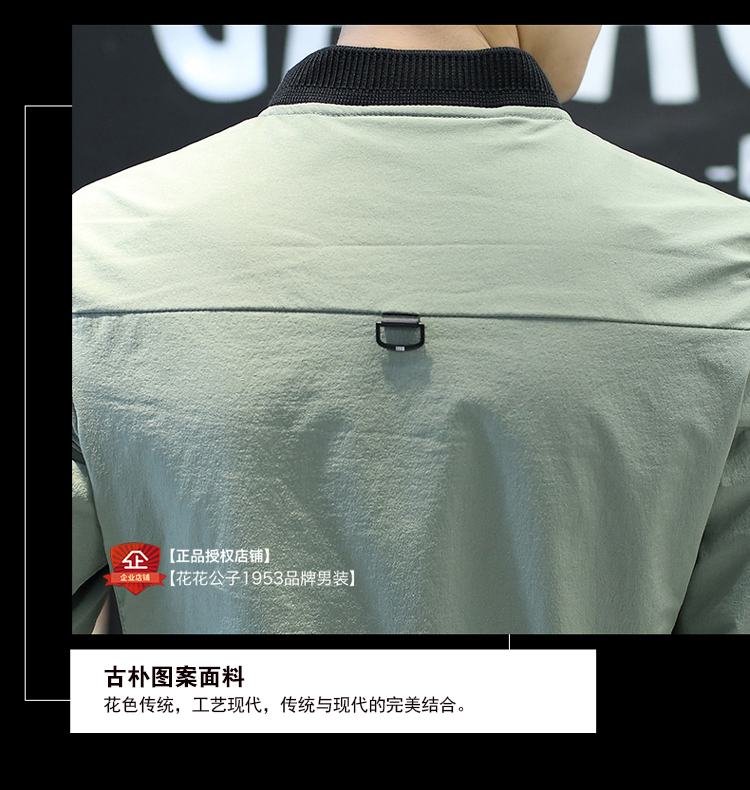 企
企业店铺
【正品授权店铺】
【花花公子1953品牌男装】
古朴图案面料
花色传统，工艺现代，传统与现代的完美结合。